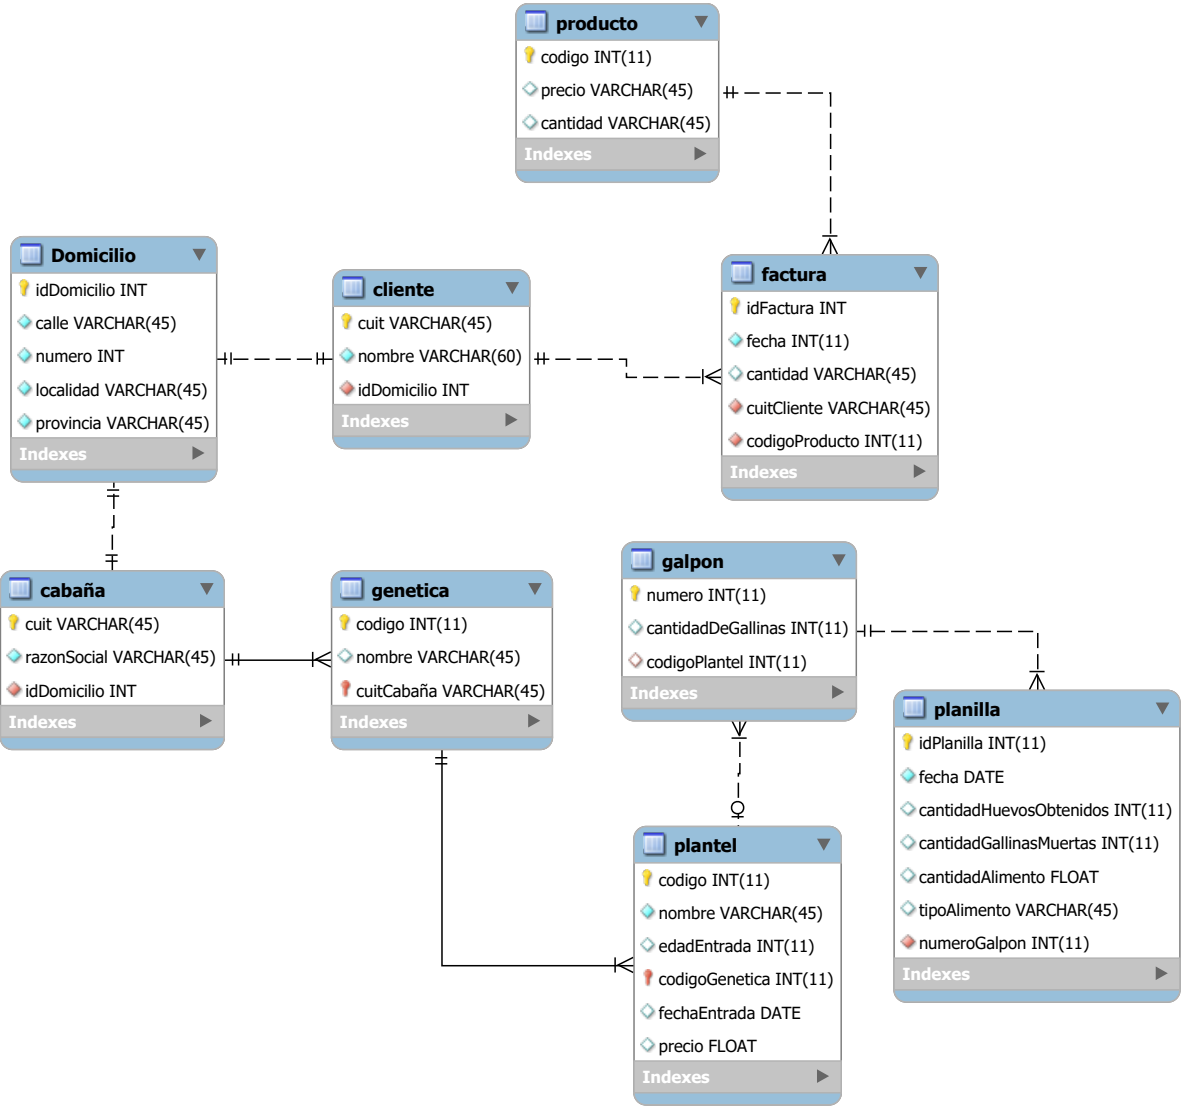 producto
codigo INT(11)
precio VARCHAR(45)
cantidad VARCHAR(45)
Indexes
Domicilio
idDomicilio INT
calle VARCHAR(45)
numero INT
localidad VARCHAR(45)
provincia VARCHAR(45)
Indexes
cliente
cuit VARCHAR(45)
nombre VARCHAR(60)
idDomicilio INT
Indexes
factura
idFactura INT
fecha INT(11)
cantidad VARCHAR(45)
cuitCliente VARCHAR(45)
codigoProducto INT(11)
Indexes
cabaña
cuit VARCHAR(45)
razonSocial VARCHAR(45)
idDomicilio INT
Indexes
genetica
codigo INT(11)
nombre VARCHAR(45)
cuitCabaña VARCHAR(45)
Indexes
galpon
numero INT(11)
cantidadDeGallinas INT(11)
codigoPlantel INT(11)
Indexes
planilla
idPlanilla INT(11)
fecha DATE
cantidadHuevosObtenidos INT(11)
cantidadGallinasMuertas INT(11)
cantidadAlimento FLOAT
tipoAlimento VARCHAR(45)
numeroGalpon INT(11)
Indexes
plantel
codigo INT(11)
nombre VARCHAR(45)
edadEntrada INT(11)
codigoGenetica INT(11)
fechaEntrada DATE
precio FLOAT
Indexes